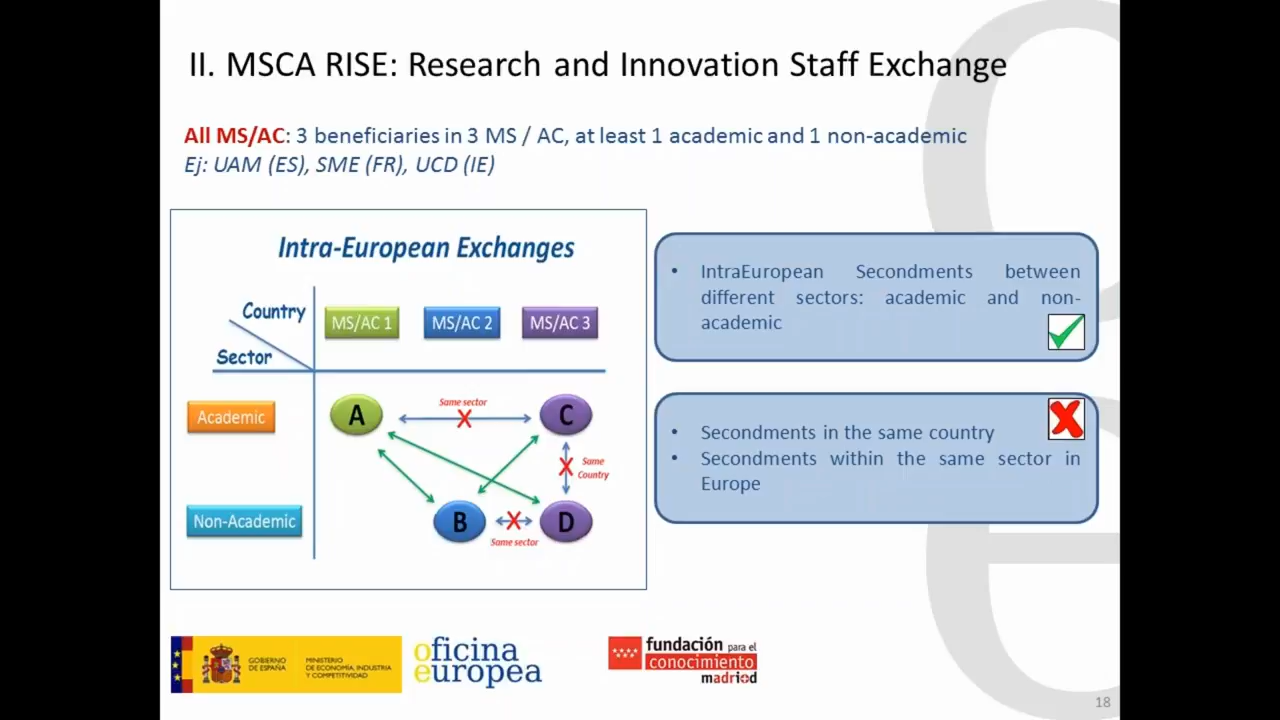 II. MSCA RISE: Research and Innovation Staff Exchange
All MS/AC: 3 beneficiaries in 3 MS / AC, at least 1 academic and 1 non-academic
Ej: UAM (ES), SME (FR), UCD (IE)
Intra-European Exchanges
Country
Sector
MS/AC 1
MS/AC 2
MS/AC 3
Academic
A
Same sector
C
Same
Country
Non-Academic
B
Same sector
D
• IntraEuropean Secondments between
different sectors: academic and non-
academic
• Secondments in the same country
• Secondments within the same sector in
Europe
GOBIERNO
DE ESPAÑA
MINISTERIO
DE ECONOMÍA, INDUSTRIA
Y COMPETITIVIDAD
oficina
europea
fundación para el
conocimiento
madri+d
18